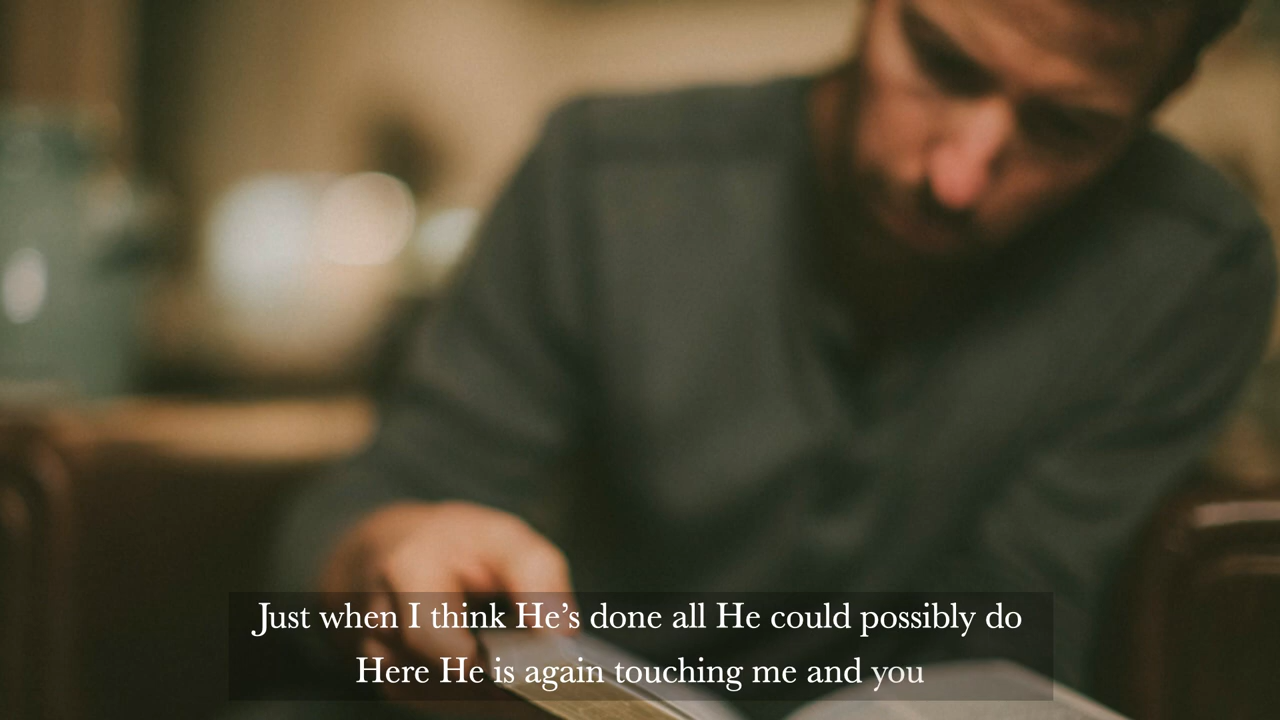 Just when I think He’s done all He could possibly do
Here He is again touching me and you